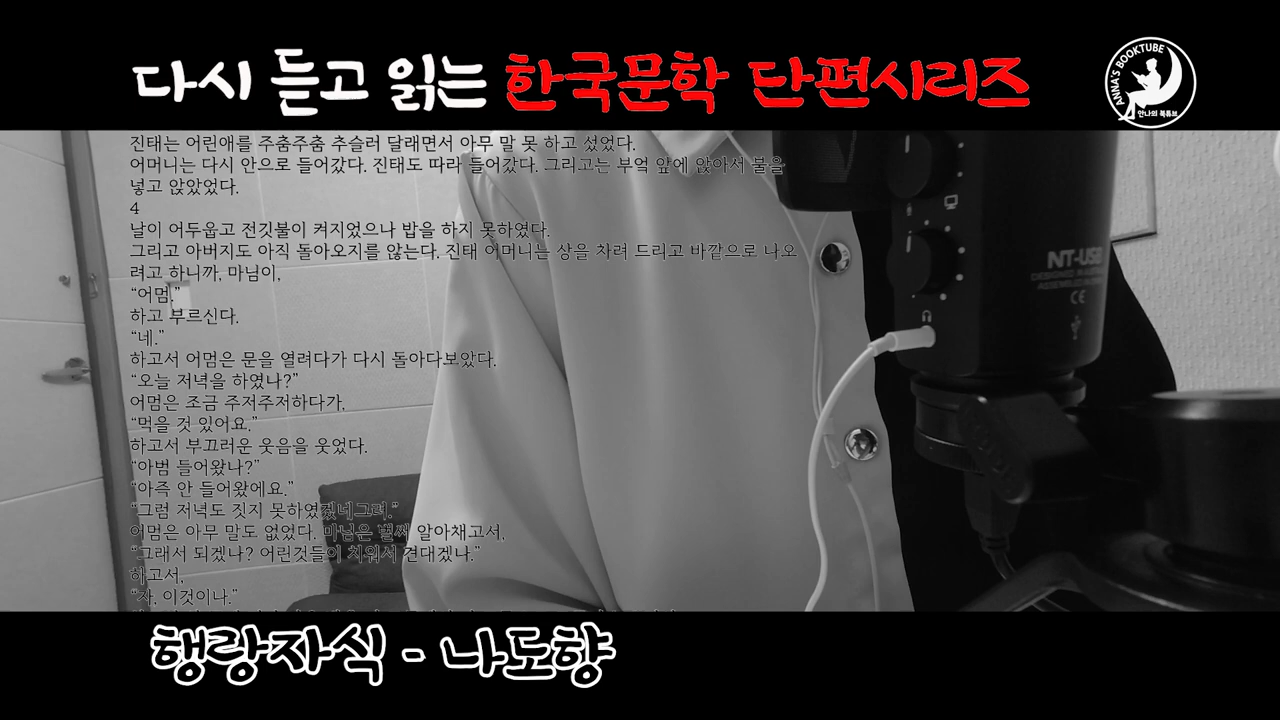 다시 듣고 읽는 한국문학 단편시리즈
ANNA'S BOOKTUBE
안나의 북튜브
진태는 어린애를 주춤주춤 추슬러 달래면서 아무 말 못 하고 섰었다.
어머니는 다시 안으로 들어갔다. 진태도 따라 들어갔다. 그리고는 부엌 앞에 앉아서 불을
넣고 앉았었다.
4
날이 어두웁고 전깃불이 켜지었으나 밥을 하지 못하였다.
그리고 아버지도 아직 돌아오지를 않는다. 진태 어머니는 상을 차려 드리고 바깥으로 나오
려고 하니까, 마님이,
“어멈.”
하고 부르신다.
“네.”
하고서 어멈은 문을 열려다가 다시 돌아다보았다.
“오늘 저녁을 하였나?”
어멈은 조금 주저주저하다가,
“먹을 것 있어요.”
하고서 부끄러운 웃음을 웃었다.
“아범 들어왔나?”
“아즉 안 들어왔에요.”
“그럼 저녁도 짓지 못하였겠네그려.”
어멈은 아무 말도 없었다. 마님은 벌써 알아채고서,
“그래서 되겠나? 어린것들이 치워서 견대겠나.”
하고서,
“자, 이것이나.”
NT-USB
DESIGNED IN
ASSEMBLED IN
CE
행랑자식 - 나도향